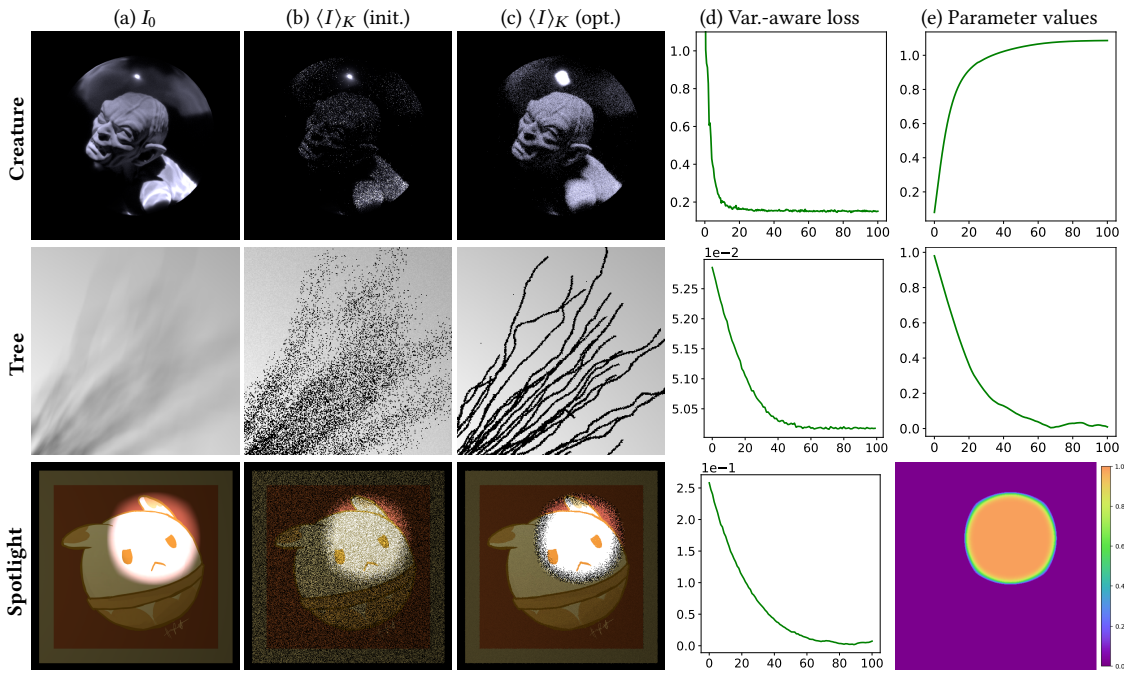 (a) I₀
(b) ⟨I⟩K (init.)
(c) ⟨I⟩K (opt.)
(d) Var.-aware loss
(e) Parameter values
Creature
1.0
0.8
0.6
0.4
0.2
0 20 40 60 80 100
1.0
0.8
0.6
0.4
0.2
0 20 40 60 80 100
Tree
1e−2
5.25
5.20
5.15
5.10
5.05
0 20 40 60 80 100
1.0
0.8
0.6
0.4
0.2
0.0
0 20 40 60 80 100
Spotlight
1e−1
2.5
2.0
1.5
1.0
0.5
0.0
0 20 40 60 80 100
1.0
0.8
0.6
0.4
0.2
0.0